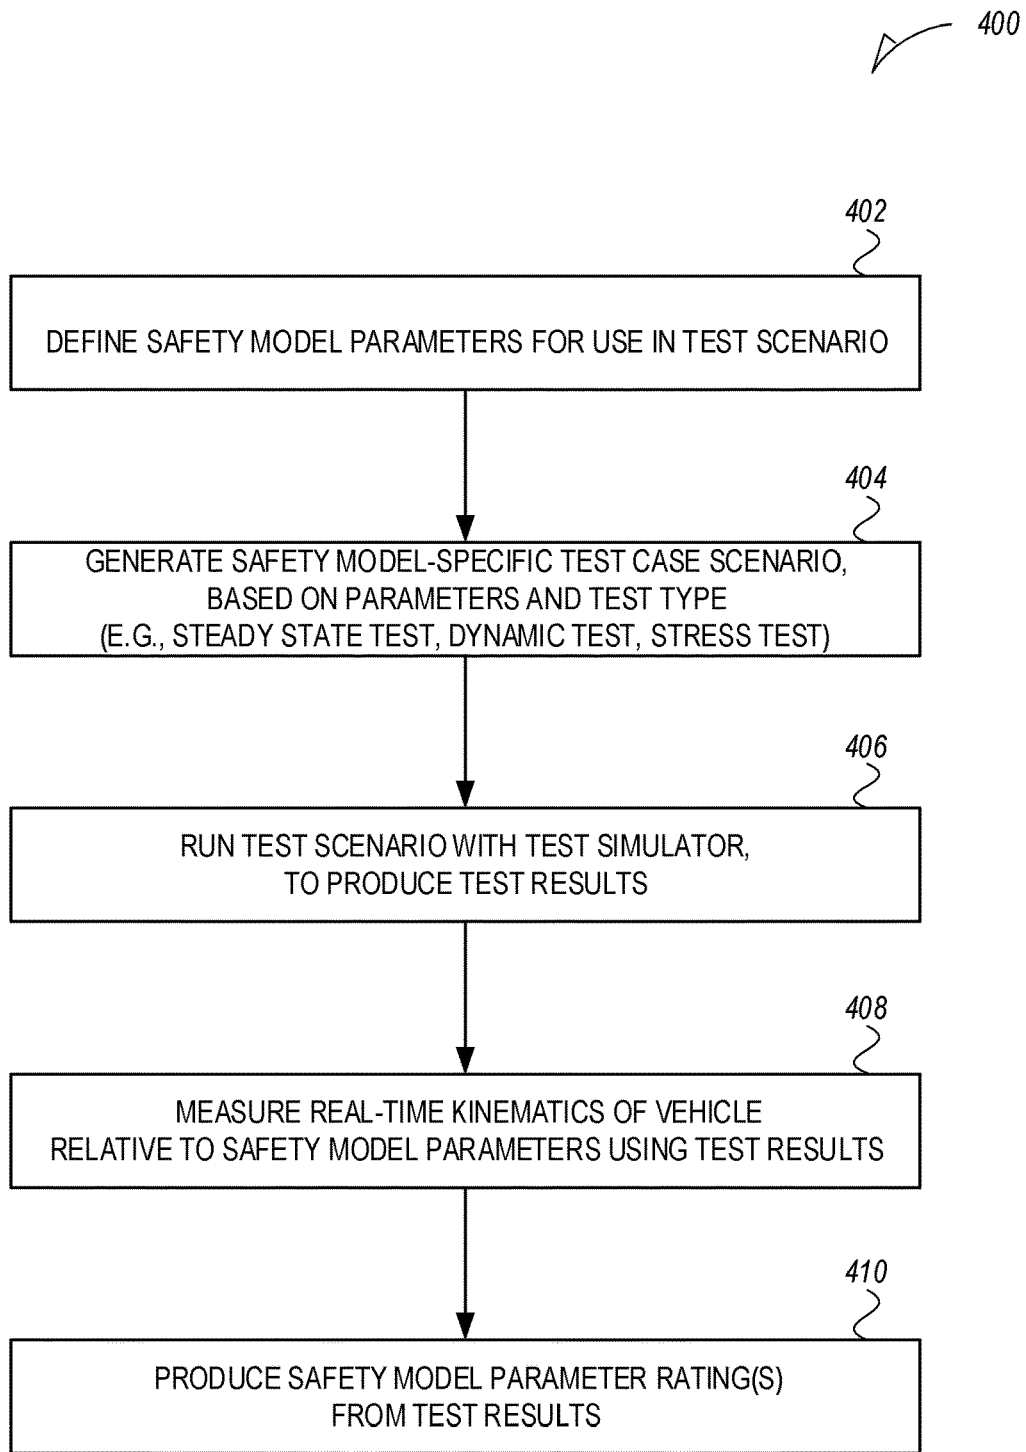 400
402
DEFINE SAFETY MODEL PARAMETERS FOR USE IN TEST SCENARIO
404
GENERATE SAFETY MODEL-SPECIFIC TEST CASE SCENARIO,
BASED ON PARAMETERS AND TEST TYPE
(E.G., STEADY STATE TEST, DYNAMIC TEST, STRESS TEST)
406
RUN TEST SCENARIO WITH TEST SIMULATOR,
TO PRODUCE TEST RESULTS
408
MEASURE REAL-TIME KINEMATICS OF VEHICLE
RELATIVE TO SAFETY MODEL PARAMETERS USING TEST RESULTS
410
PRODUCE SAFETY MODEL PARAMETER RATING(S)
FROM TEST RESULTS